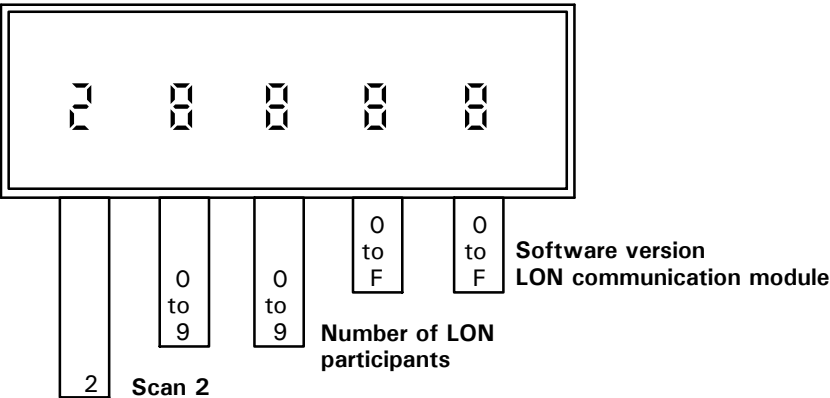 2 8 8 8 8
0
to
9
0
to
9
0
to
F
0
to
F
Software version
LON communication module
Number of LON
participants
2
Scan 2